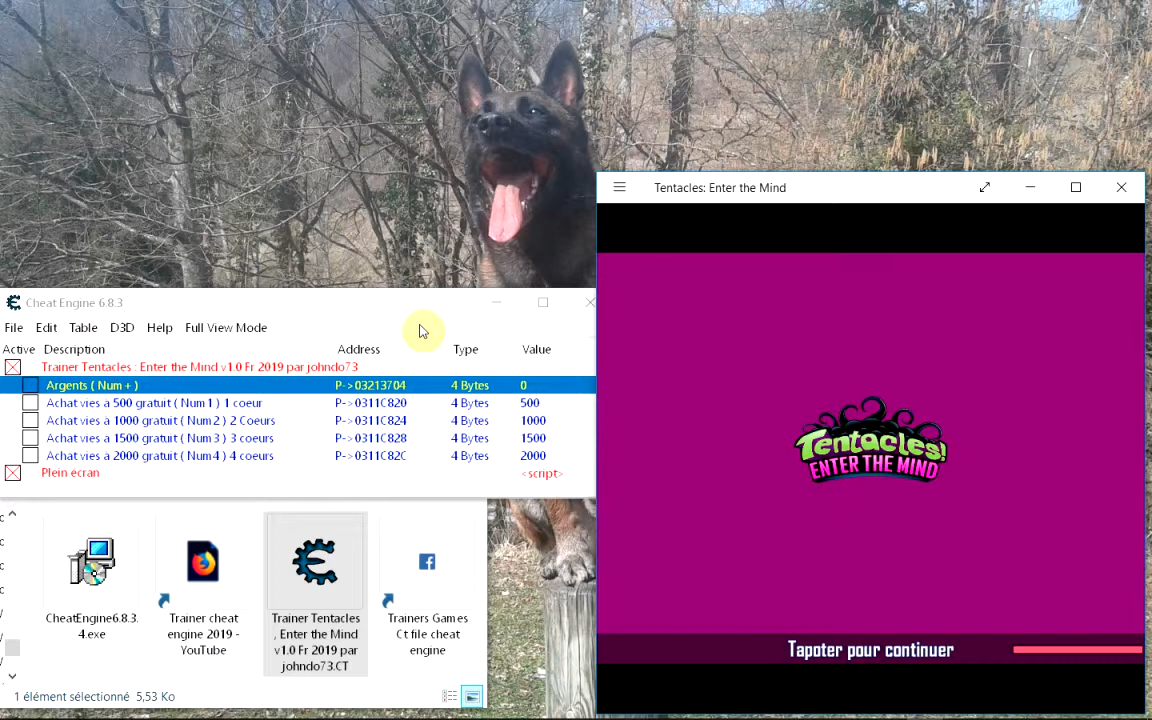 Tentacles: Enter the Mind
Cheat Engine 6.8.3
File Edit Table D3D Help Full View Mode
Active Description Address Type Value
Trainer Tentacles : Enter the Mind v1.0 Fr 2019 par johndo73
Argents ( Num + ) P->03213704 4 Bytes 0
Achat vies a 500 gratuit ( Num 1 ) 1 coeur P->0311C820 500
4 Bytes
Achat vies a 1000 gratuit ( Num 2 ) 2 Coeurs P->0311C824 4 Bytes 1000
Achat vies a 1500 gratuit ( Num 3 ) 3 coeurs P->0311C828 4 Bytes 1500
Achat vies a 2000 gratuit ( Num 4 ) 4 coeurs P->0311C82C 4 Bytes 2000
Plein ecran <script>
Tentacles!
ENTER THE MIND
Tapoter pour continuer
CheatEngine6.8.3.
4.exe
Trainer cheat
engine 2019 -
YouTube
Trainer Tentacles
, Enter the Mind
v1.0 Fr 2019 par
johndo73.CT
Trainers Games
Ct file cheat
engine
1 élément sélectionné 5,53 Ko